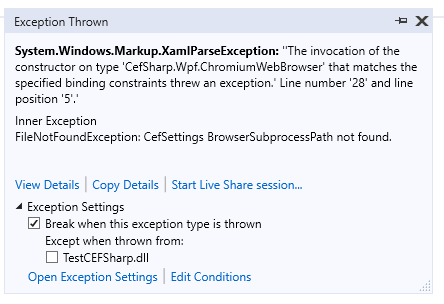 Exception Thrown
System.Windows.Markup.XamlParseException: "The invocation of the
constructor on type 'CefSharp.Wpf.ChromiumWebBrowser' that matches the
specified binding constraints threw an exception.' Line number '28' and line
position '5'.'
Inner Exception
FileNotFoundException: CefSettings BrowserSubprocessPath not found.
View Details | Copy Details | Start Live Share session...
Exception Settings
Break when this exception type is thrown
Except when thrown from:
TestCEFSharp.dll
Open Exception Settings | Edit Conditions